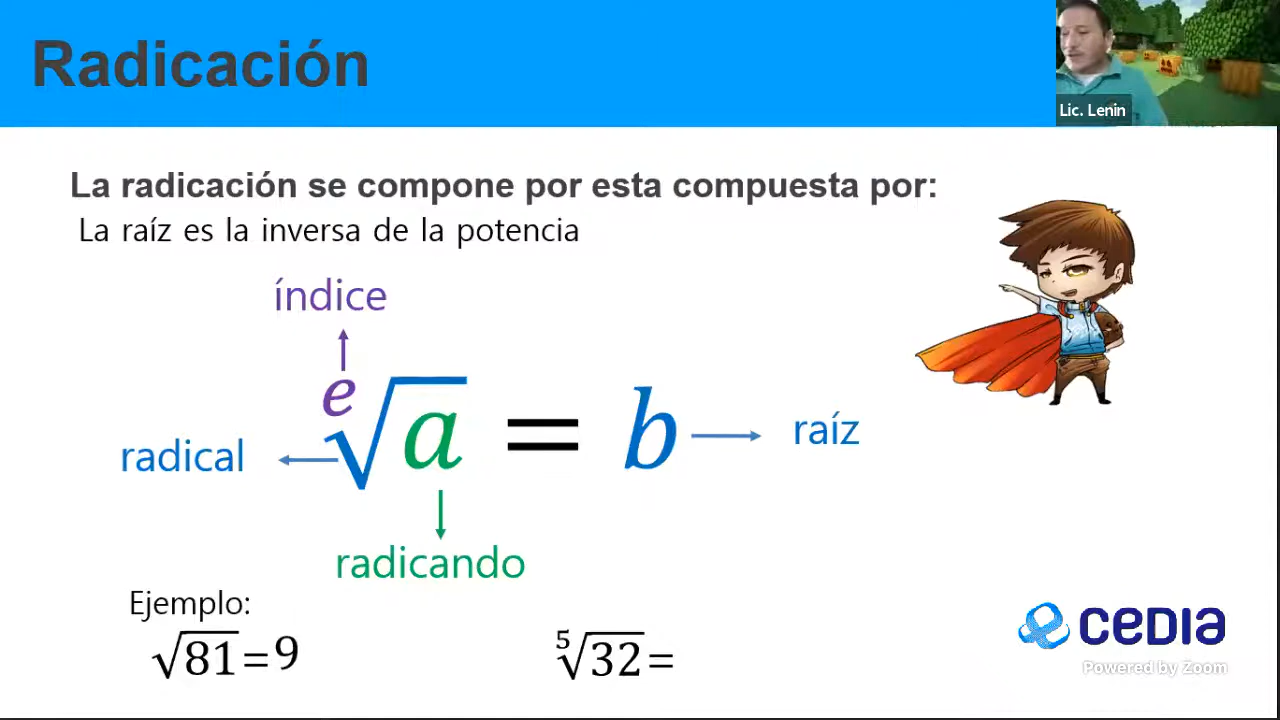 Radicación
Lic. Lenin
La radicación se compone por esta compuesta por:
La raíz es la inversa de la potencia
índice
e√a = b
raíz
radical
radicando
Ejemplo:
√81=9
⁵√32=
cedia
Powered by Zoom